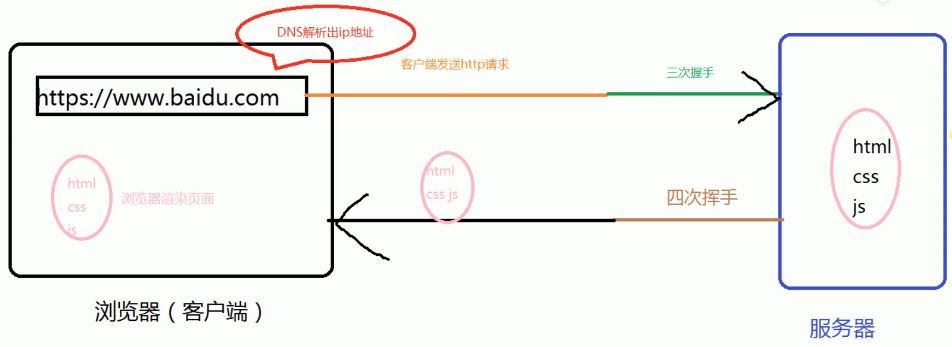 DNS解析出ip地址
客户端发送http请求
三次握手
https://www.baidu.com
html
css
js
浏览器渲染页面
html
css js
四次挥手
html
css
js
浏览器（客户端）
服务器